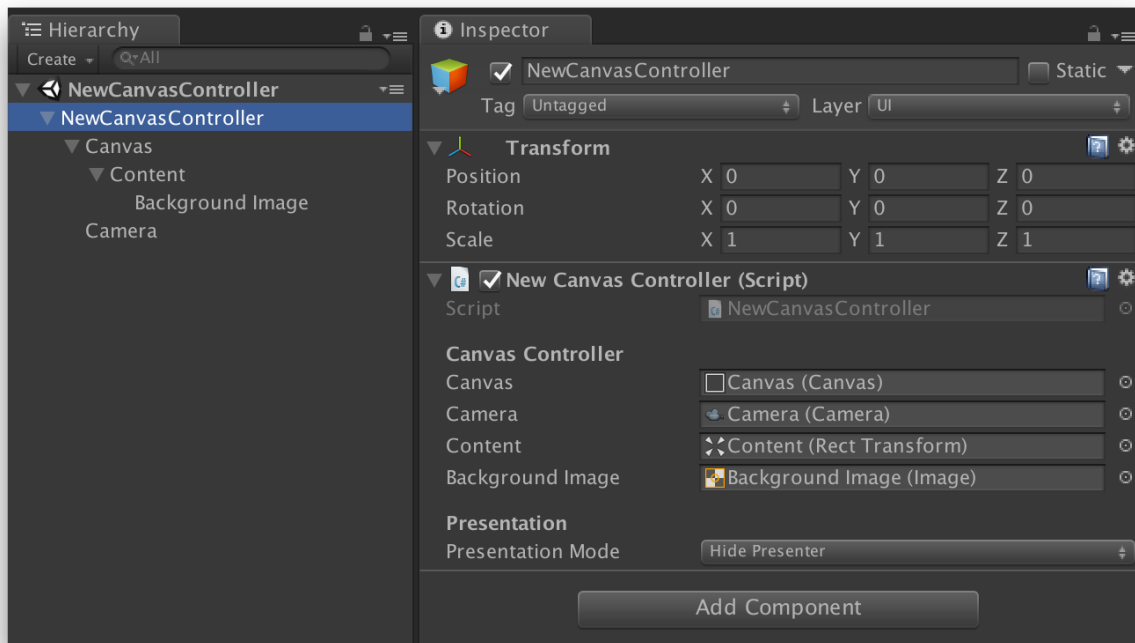 Hierarchy
Create
All
NewCanvasController
NewCanvasController
Canvas
Content
Background Image
Camera
Inspector
NewCanvasController Static
Tag Untagged Layer UI
Transform
Position X 0 Y 0 Z 0
Rotation X 0 Y 0 Z 0
Scale X 1 Y 1 Z 1
C# New Canvas Controller (Script)
Script NewCanvasController
Canvas Controller
Canvas Canvas (Canvas)
Camera Camera (Camera)
Content Content (Rect Transform)
Background Image Background Image (Image)
Presentation
Presentation Mode Hide Presenter
Add Component